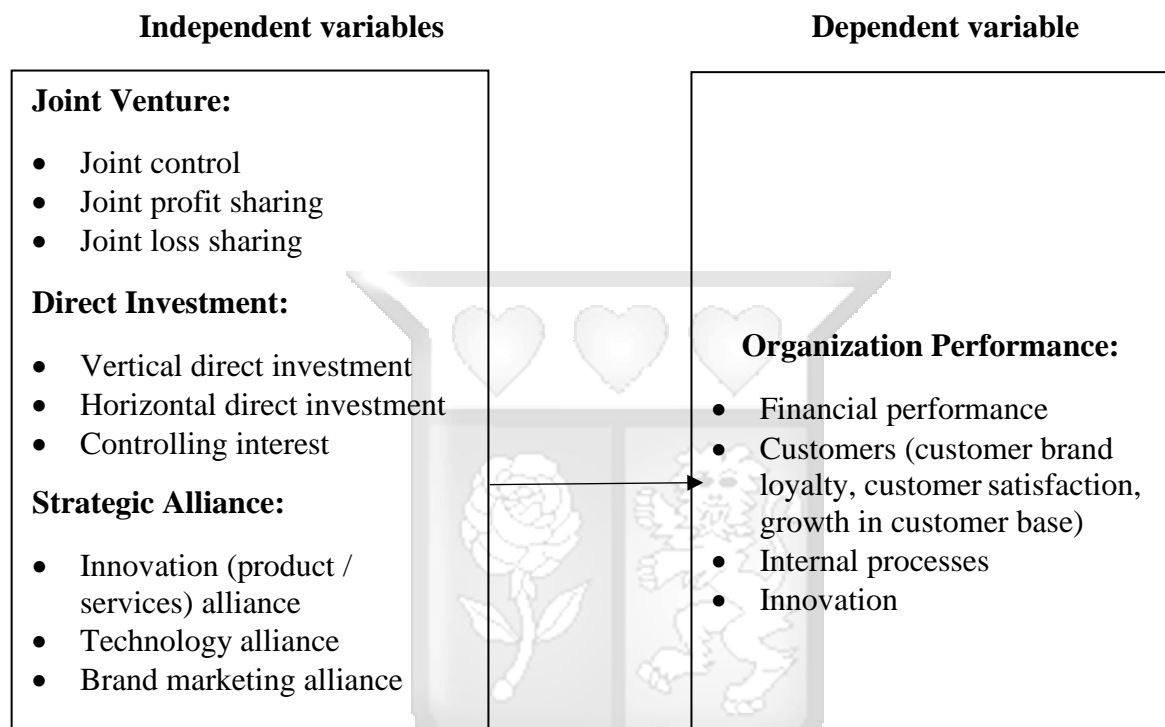 Independent variables
Dependent variable
Joint Venture:
• Joint control
• Joint profit sharing
• Joint loss sharing
Direct Investment:
• Vertical direct investment
• Horizontal direct investment
• Controlling interest
Strategic Alliance:
• Innovation (product /
services) alliance
• Technology alliance
• Brand marketing alliance
Organization Performance:
• Financial performance
• Customers (customer brand
loyalty, customer satisfaction,
growth in customer base)
• Internal processes
• Innovation